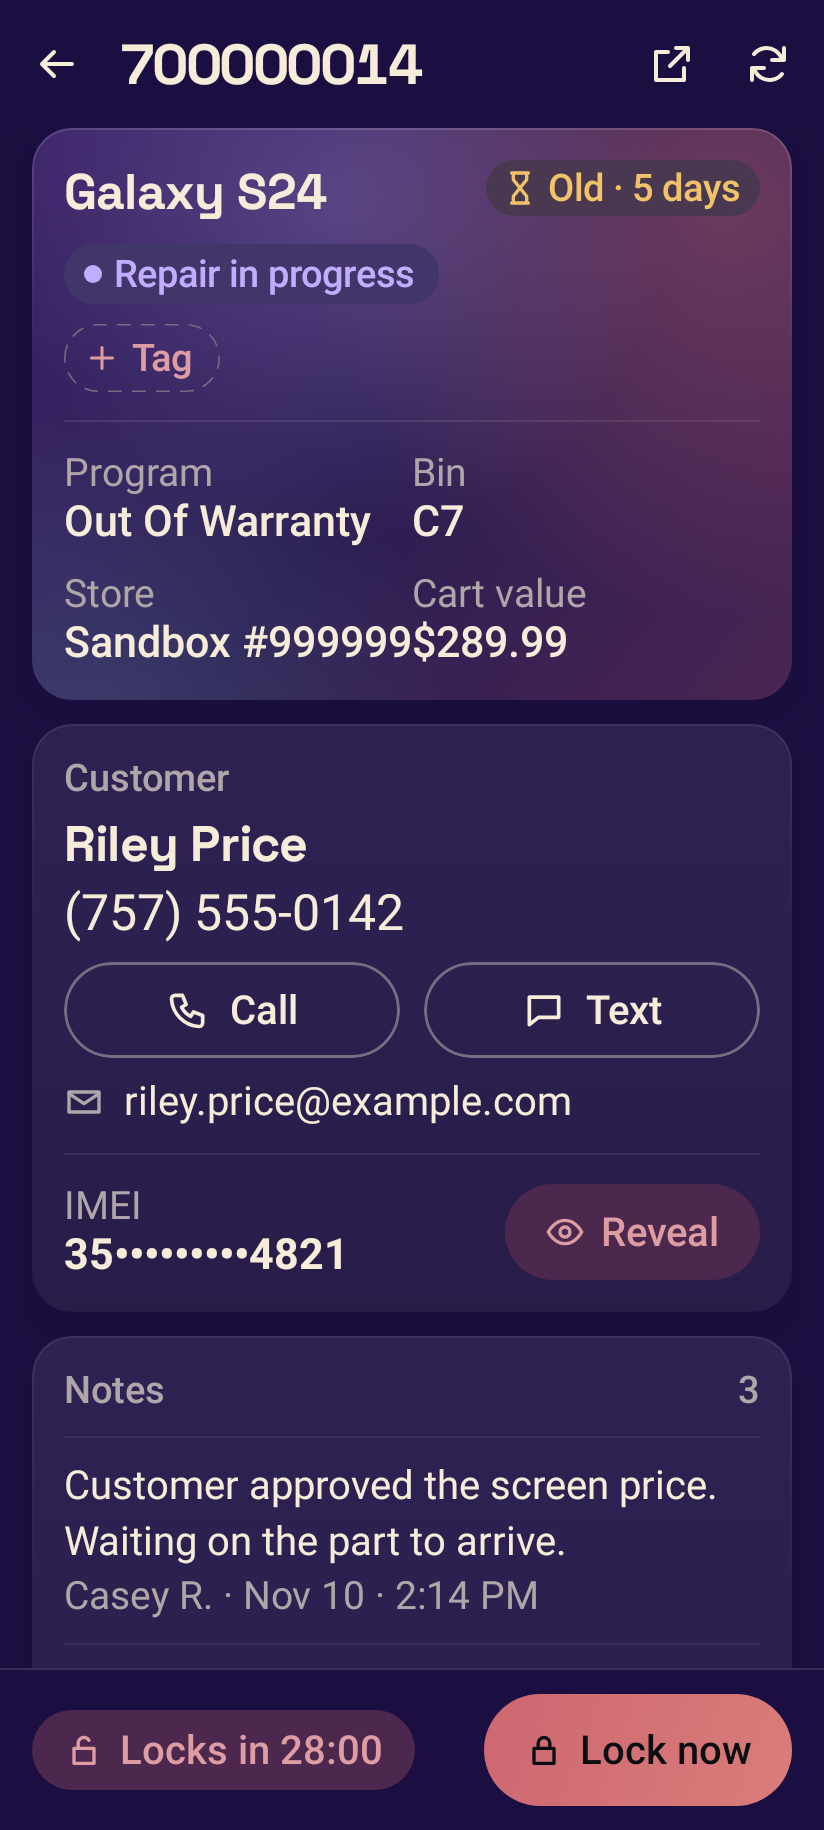 700000014
Galaxy S24
Old · 5 days
Repair in progress
+ Tag
Program
Bin
Out Of Warranty
C7
Store
Cart value
Sandbox #999999
$289.99
Customer
Riley Price
(757) 555-0142
Call
Text
riley.price@example.com
IMEI
35•••••••••4821
Reveal
Notes
3
Customer approved the screen price.
Waiting on the part to arrive.
Casey R. · Nov 10 · 2:14 PM
Locks in 28:00
Lock now